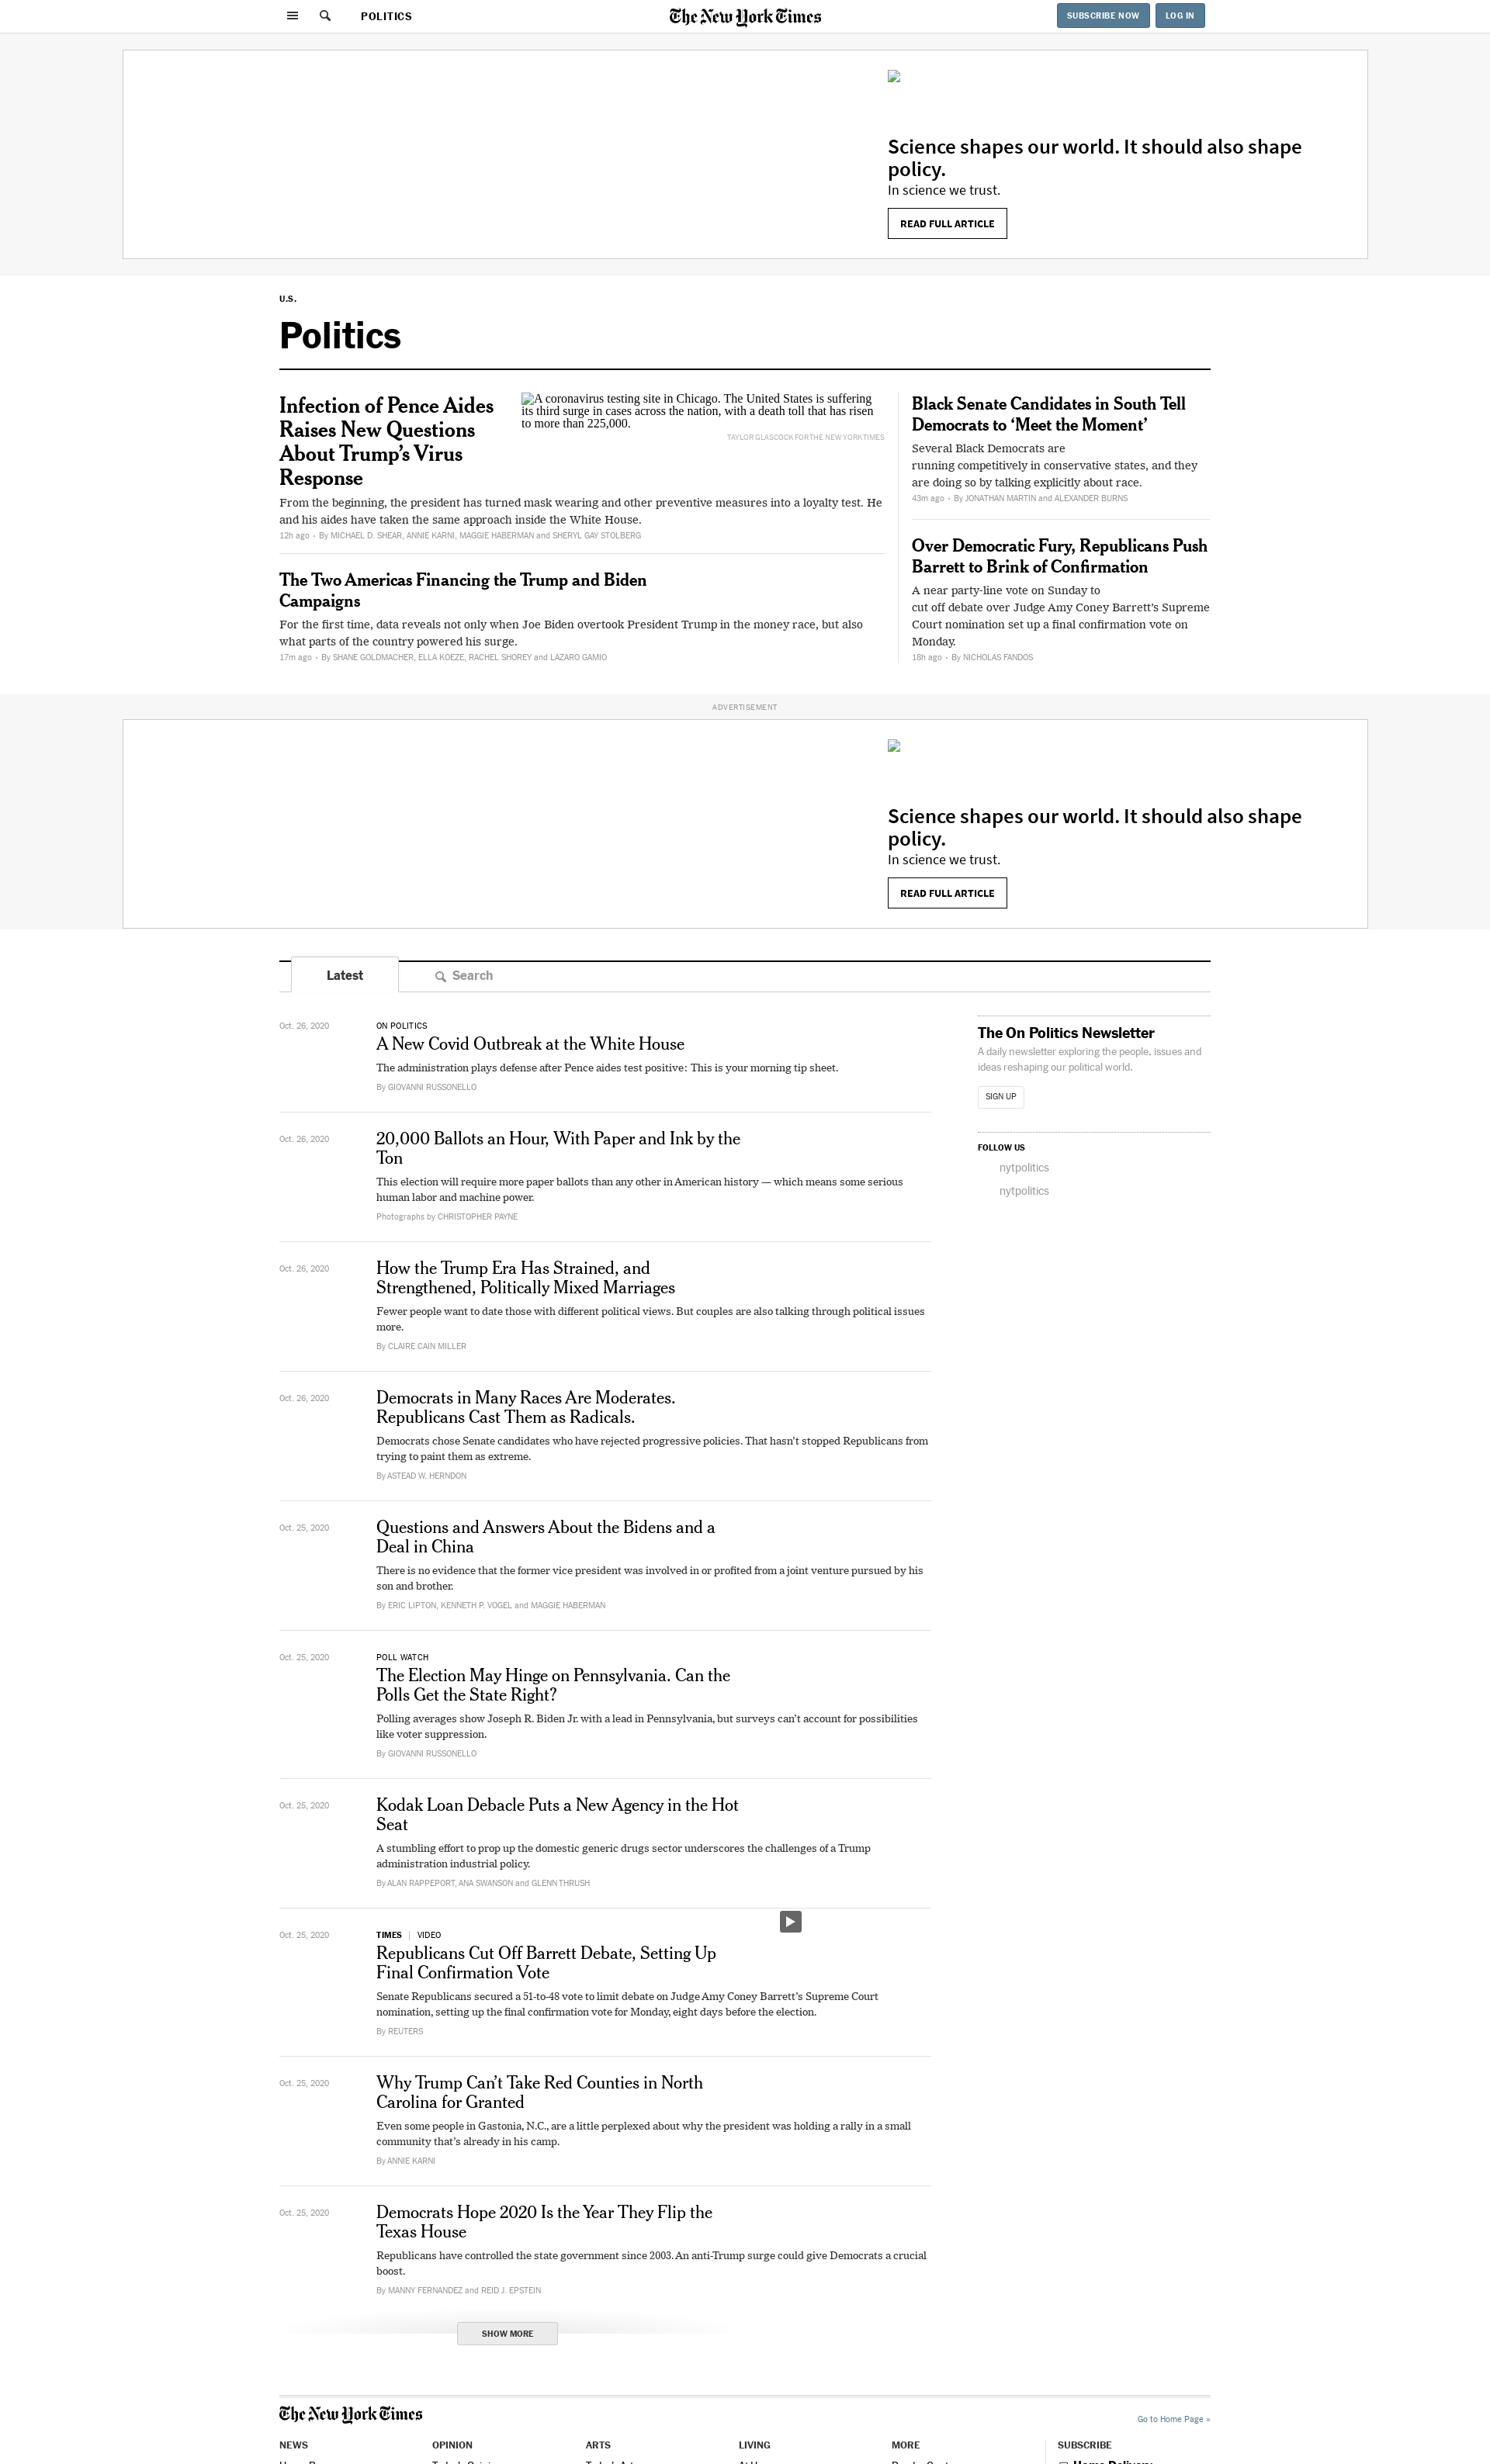 POLITICS
The New York Times
SUBSCRIBE NOW
LOG IN
Science shapes our world. It should also shape
policy.
In science we trust.
READ FULL ARTICLE
U.S.
Politics
Infection of Pence Aides
Raises New Questions
About Trump’s Virus
Response
A coronavirus testing site in Chicago. The United States is suffering
its third surge in cases across the nation, with a death toll that has risen
to more than 225,000.
TAYLOR GLASCOCK FOR THE NEW YORK TIMES
From the beginning, the president has turned mask wearing and other preventive measures into a loyalty test. He
and his aides have taken the same approach inside the White House.
12h ago • By MICHAEL D. SHEAR, ANNIE KARNI, MAGGIE HABERMAN and SHERYL GAY STOLBERG
The Two Americas Financing the Trump and Biden
Campaigns
For the first time, data reveals not only when Joe Biden overtook President Trump in the money race, but also
what parts of the country powered his surge.
17m ago • By SHANE GOLDMACHER, ELLA KOEZE, RACHEL SHOREY and LAZARO GAMIO
Black Senate Candidates in South Tell
Democrats to ‘Meet the Moment’
Several Black Democrats are
running competitively in conservative states, and they
are doing so by talking explicitly about race.
43m ago • By JONATHAN MARTIN and ALEXANDER BURNS
Over Democratic Fury, Republicans Push
Barrett to Brink of Confirmation
A near party-line vote on Sunday to
cut off debate over Judge Amy Coney Barrett’s Supreme
Court nomination set up a final confirmation vote on
Monday.
18h ago • By NICHOLAS FANDOS
ADVERTISEMENT
Science shapes our world. It should also shape
policy.
In science we trust.
READ FULL ARTICLE
Latest
Search
Oct. 26, 2020
ON POLITICS
A New Covid Outbreak at the White House
The administration plays defense after Pence aides test positive: This is your morning tip sheet.
By GIOVANNI RUSSONELLO
Oct. 26, 2020
20,000 Ballots an Hour, With Paper and Ink by the
Ton
This election will require more paper ballots than any other in American history — which means some serious
human labor and machine power.
Photographs by CHRISTOPHER PAYNE
Oct. 26, 2020
How the Trump Era Has Strained, and
Strengthened, Politically Mixed Marriages
Fewer people want to date those with different political views. But couples are also talking through political issues
more.
By CLAIRE CAIN MILLER
Oct. 26, 2020
Democrats in Many Races Are Moderates.
Republicans Cast Them as Radicals.
Democrats chose Senate candidates who have rejected progressive policies. That hasn’t stopped Republicans from
trying to paint them as extreme.
By ASTEAD W. HERNDON
Oct. 25, 2020
Questions and Answers About the Bidens and a
Deal in China
There is no evidence that the former vice president was involved in or profited from a joint venture pursued by his
son and brother.
By ERIC LIPTON, KENNETH P. VOGEL and MAGGIE HABERMAN
Oct. 25, 2020
POLL WATCH
The Election May Hinge on Pennsylvania. Can the
Polls Get the State Right?
Polling averages show Joseph R. Biden Jr. with a lead in Pennsylvania, but surveys can’t account for possibilities
like voter suppression.
By GIOVANNI RUSSONELLO
Oct. 25, 2020
Kodak Loan Debacle Puts a New Agency in the Hot
Seat
A stumbling effort to prop up the domestic generic drugs sector underscores the challenges of a Trump
administration industrial policy.
By ALAN RAPPEPORT, ANA SWANSON and GLENN THRUSH
Oct. 25, 2020
TIMES | VIDEO
Republicans Cut Off Barrett Debate, Setting Up
Final Confirmation Vote
Senate Republicans secured a 51-to-48 vote to limit debate on Judge Amy Coney Barrett’s Supreme Court
nomination, setting up the final confirmation vote for Monday, eight days before the election.
By REUTERS
Oct. 25, 2020
Why Trump Can’t Take Red Counties in North
Carolina for Granted
Even some people in Gastonia, N.C., are a little perplexed about why the president was holding a rally in a small
community that’s already in his camp.
By ANNIE KARNI
Oct. 25, 2020
Democrats Hope 2020 Is the Year They Flip the
Texas House
Republicans have controlled the state government since 2003. An anti-Trump surge could give Democrats a crucial
boost.
By MANNY FERNANDEZ and REID J. EPSTEIN
SHOW MORE
The On Politics Newsletter
A daily newsletter exploring the people, issues and
ideas reshaping our political world.
SIGN UP
FOLLOW US
nytpolitics
nytpolitics
The New York Times
Go to Home Page »
NEWS
OPINION
ARTS
LIVING
MORE
SUBSCRIBE